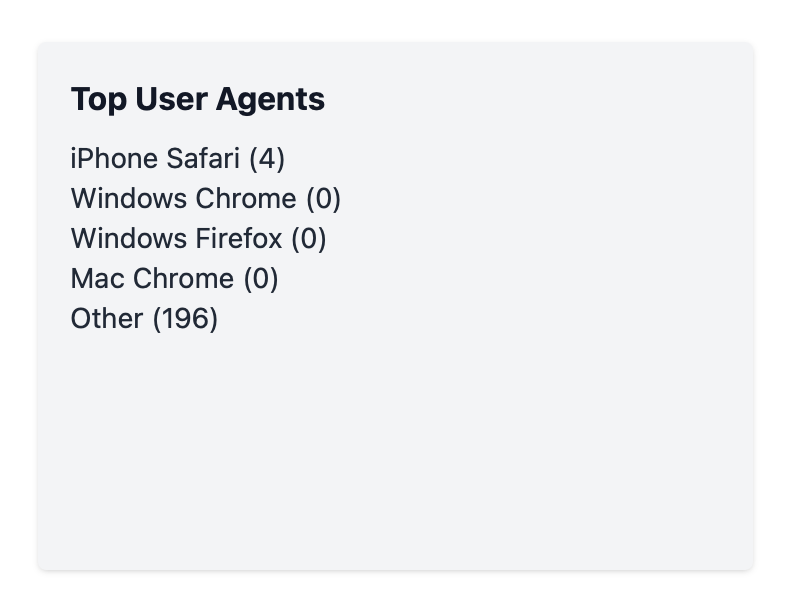 Top User Agents
iPhone Safari (4)
Windows Chrome (0)
Windows Firefox (0)
Mac Chrome (0)
Other (196)